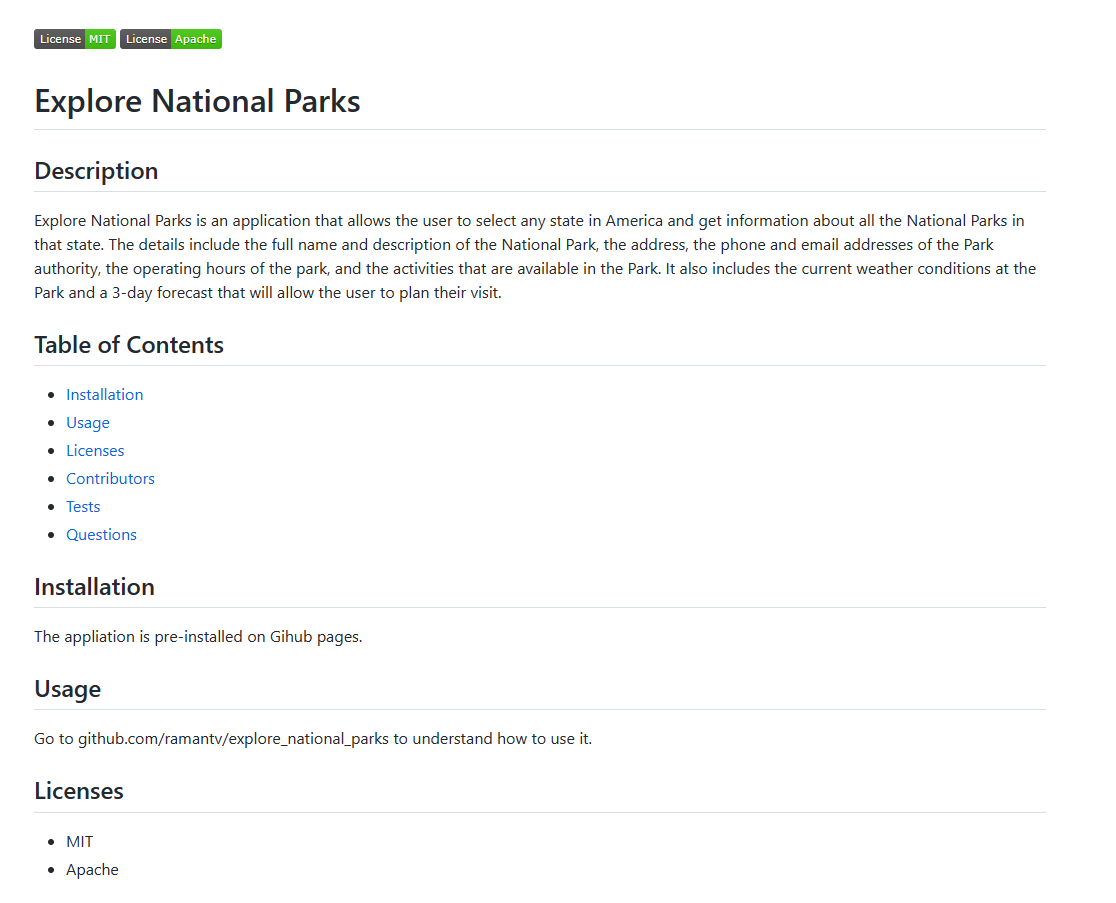 License MIT License Apache
Explore National Parks
Description
Explore National Parks is an application that allows the user to select any state in America and get information about all the National Parks in
that state. The details include the full name and description of the National Park, the address, the phone and email addresses of the Park
authority, the operating hours of the park, and the activities that are available in the Park. It also includes the current weather conditions at the
Park and a 3-day forecast that will allow the user to plan their visit.
Table of Contents
Installation
Usage
Licenses
Contributors
Tests
Questions
Installation
The appliation is pre-installed on Gihub pages.
Usage
Go to github.com/ramantv/explore_national_parks to understand how to use it.
Licenses
MIT
Apache